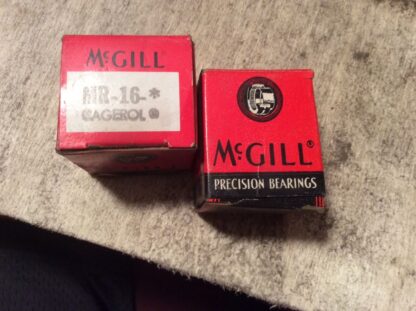 McGILL
MR-16-*
CAGEROL®
McGILL®
PRECISION BEARINGS